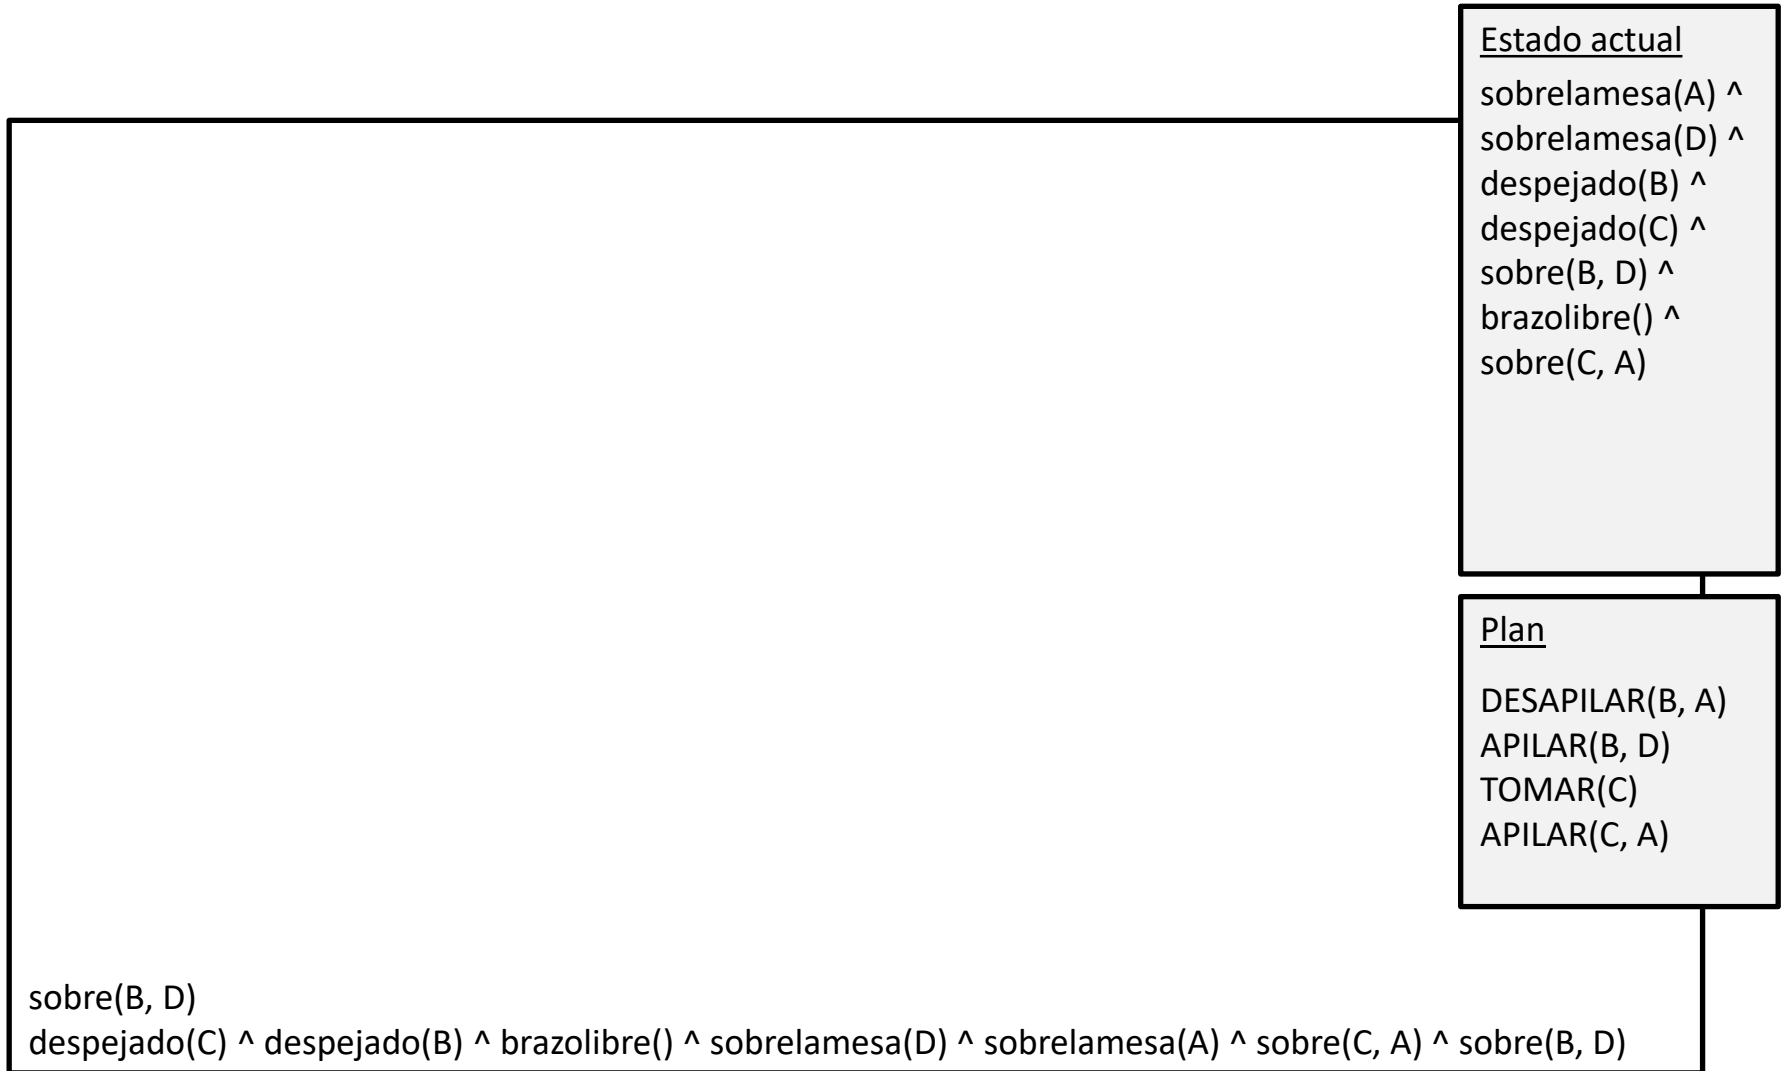 Estado actual
sobrelamesa(A) ^
sobrelamesa(D) ^
despejado(B) ^
despejado(C) ^
sobre(B, D) ^
brazolibre() ^
sobre(C, A)
Plan
DESAPILAR(B, A)
APILAR(B, D)
TOMAR(C)
APILAR(C, A)
sobre(B, D)
despejado(C) ^ despejado(B) ^ brazolibre() ^ sobrelamesa(D) ^ sobrelamesa(A) ^ sobre(C, A) ^ sobre(B, D)